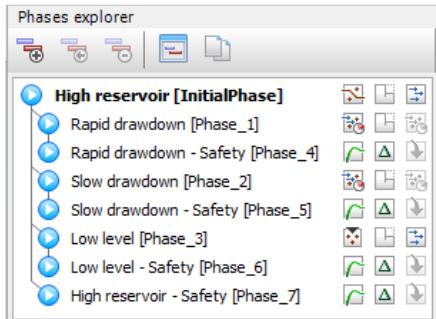 Phases explorer
High reservoir [InitialPhase]
Rapid drawdown [Phase_1]
Rapid drawdown - Safety [Phase_4]
Slow drawdown [Phase_2]
Slow drawdown - Safety [Phase_5]
Low level [Phase_3]
Low level - Safety [Phase_6]
High reservoir - Safety [Phase_7]